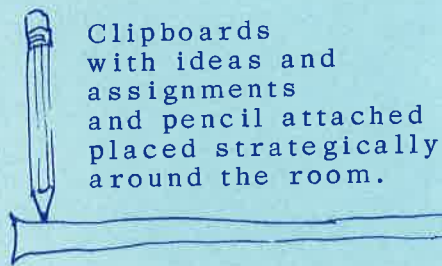 Clipboards
with ideas and
assignments
and pencil attached
placed strategically
around the room.